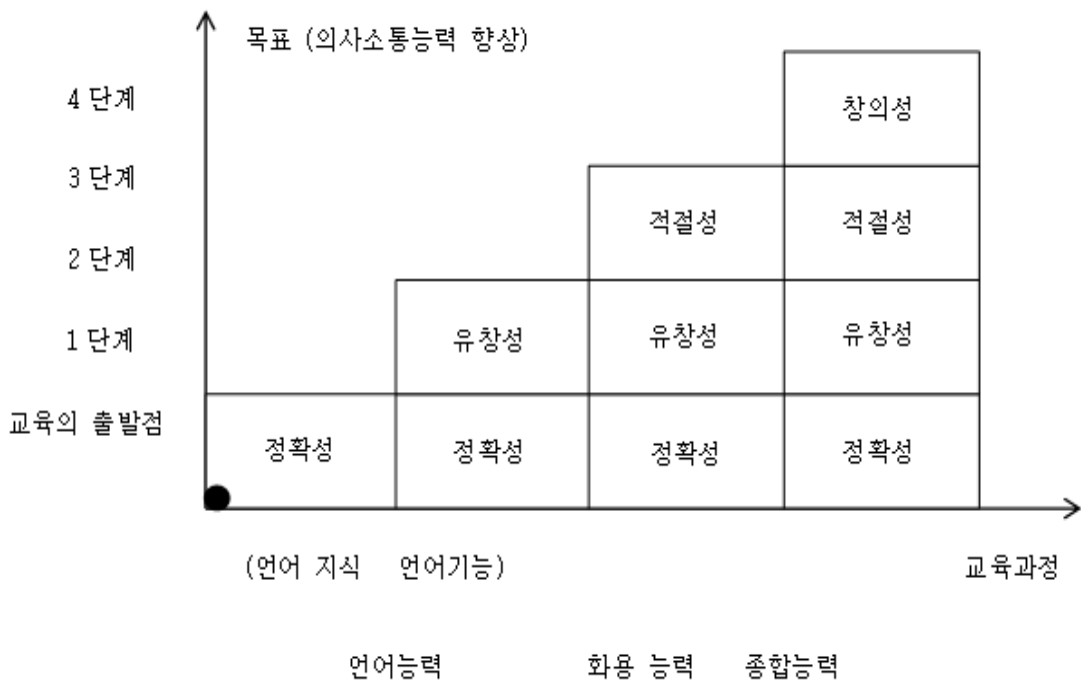 목표 (의사소통능력 향상)
4 단계
창의성
3 단계
적절성 적절성
2 단계
1 단계
유창성 유창성 유창성
교육의 출발점
정확성 정확성 정확성 정확성
(언어 지식 언어기능) 교육과정
언어능력 화용 능력 종합능력